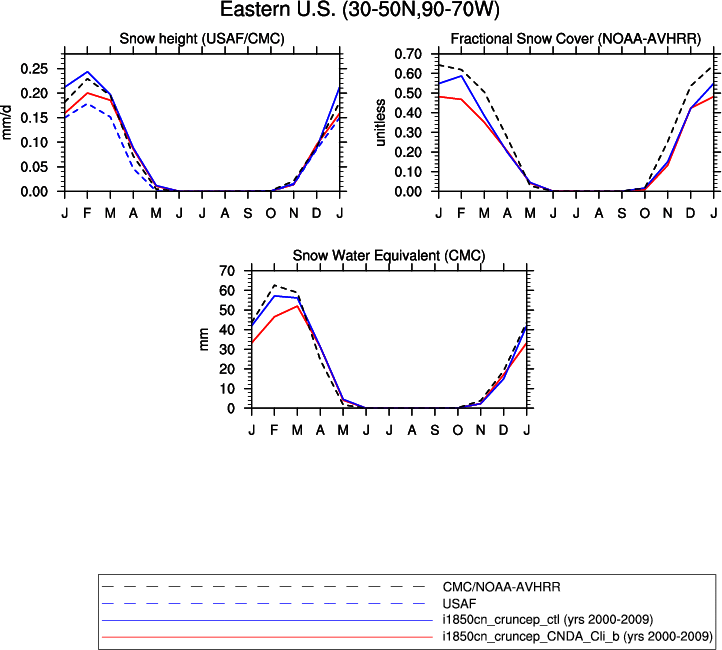 Eastern U.S. (30-50N,90-70W)
Snow height (USAF/CMC)
0.25
0.20
0.15
0.10
0.05
0.00
mm/d
J F M A M J J A S O N D J
Fractional Snow Cover (NOAA-AVHRR)
0.70
0.60
0.50
0.40
0.30
0.20
0.10
0.00
unitless
J F M A M J J A S O N D J
Snow Water Equivalent (CMC)
70
60
50
40
30
20
10
0
mm
J F M A M J J A S O N D J
CMC/NOAA-AVHRR
USAF
i1850cn_cruncep_ctl (yrs 2000-2009)
i1850cn_cruncep_CNDA_Cli_b (yrs 2000-2009)